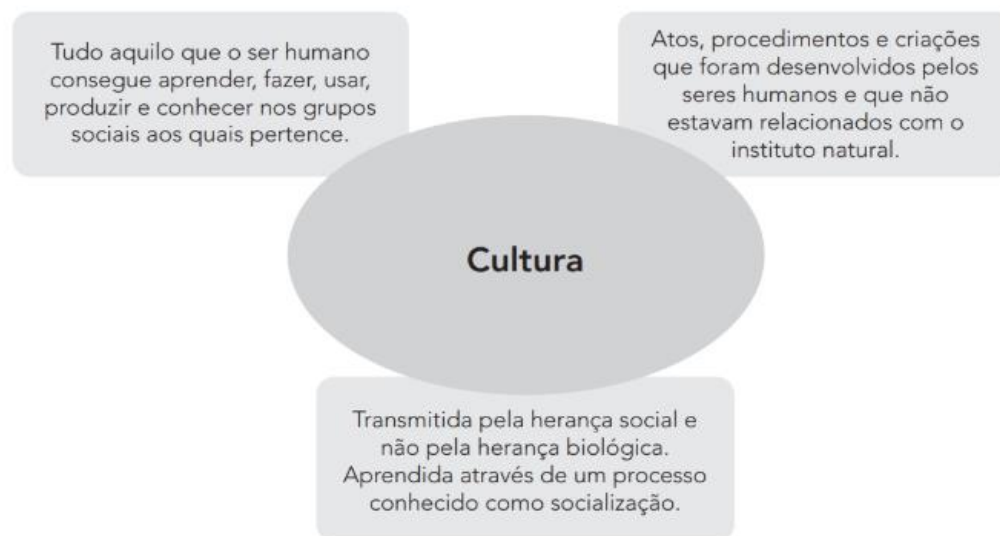 Tudo aquilo que o ser humano
consegue aprender, fazer, usar,
produzir e conhecer nos grupos
sociais aos quais pertence.
Atos, procedimentos e criações
que foram desenvolvidos pelos
seres humanos e que não
estavam relacionados com o
instituto natural.
Cultura
Transmitida pela herança social e
não pela herança biológica.
Aprendida através de um processo
conhecido como socialização.